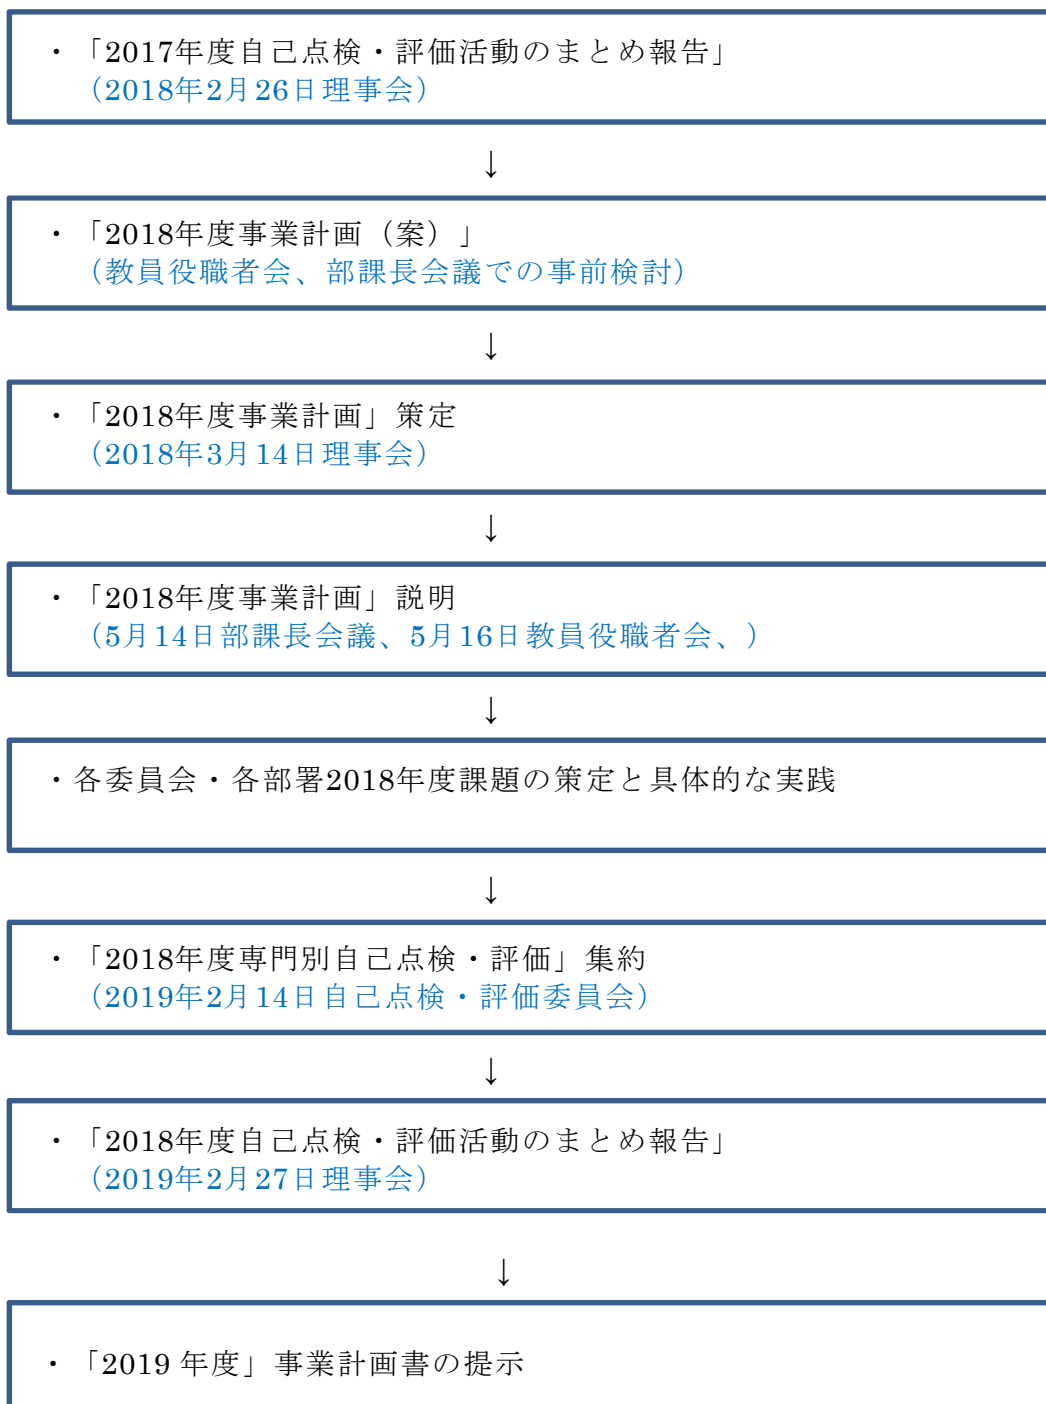 ・「2017年度自己点検・評価活動のまとめ報告」
（2018年2月26日理事会）
↓
・「2018年度事業計画（案）」
（教員役職者会、部課長会議での事前検討）
↓
・「2018年度事業計画」策定
（2018年3月14日理事会）
↓
・「2018年度事業計画」説明
（5月14日部課長会議、5月16日教員役職者会、）
↓
・各委員会・各部署2018年度課題の策定と具体的な実践
↓
・「2018年度専門別自己点検・評価」集約
（2019年2月14日自己点検・評価委員会）
↓
・「2018年度自己点検・評価活動のまとめ報告」
（2019年2月27日理事会）
↓
・「2019 年度」事業計画書の提示